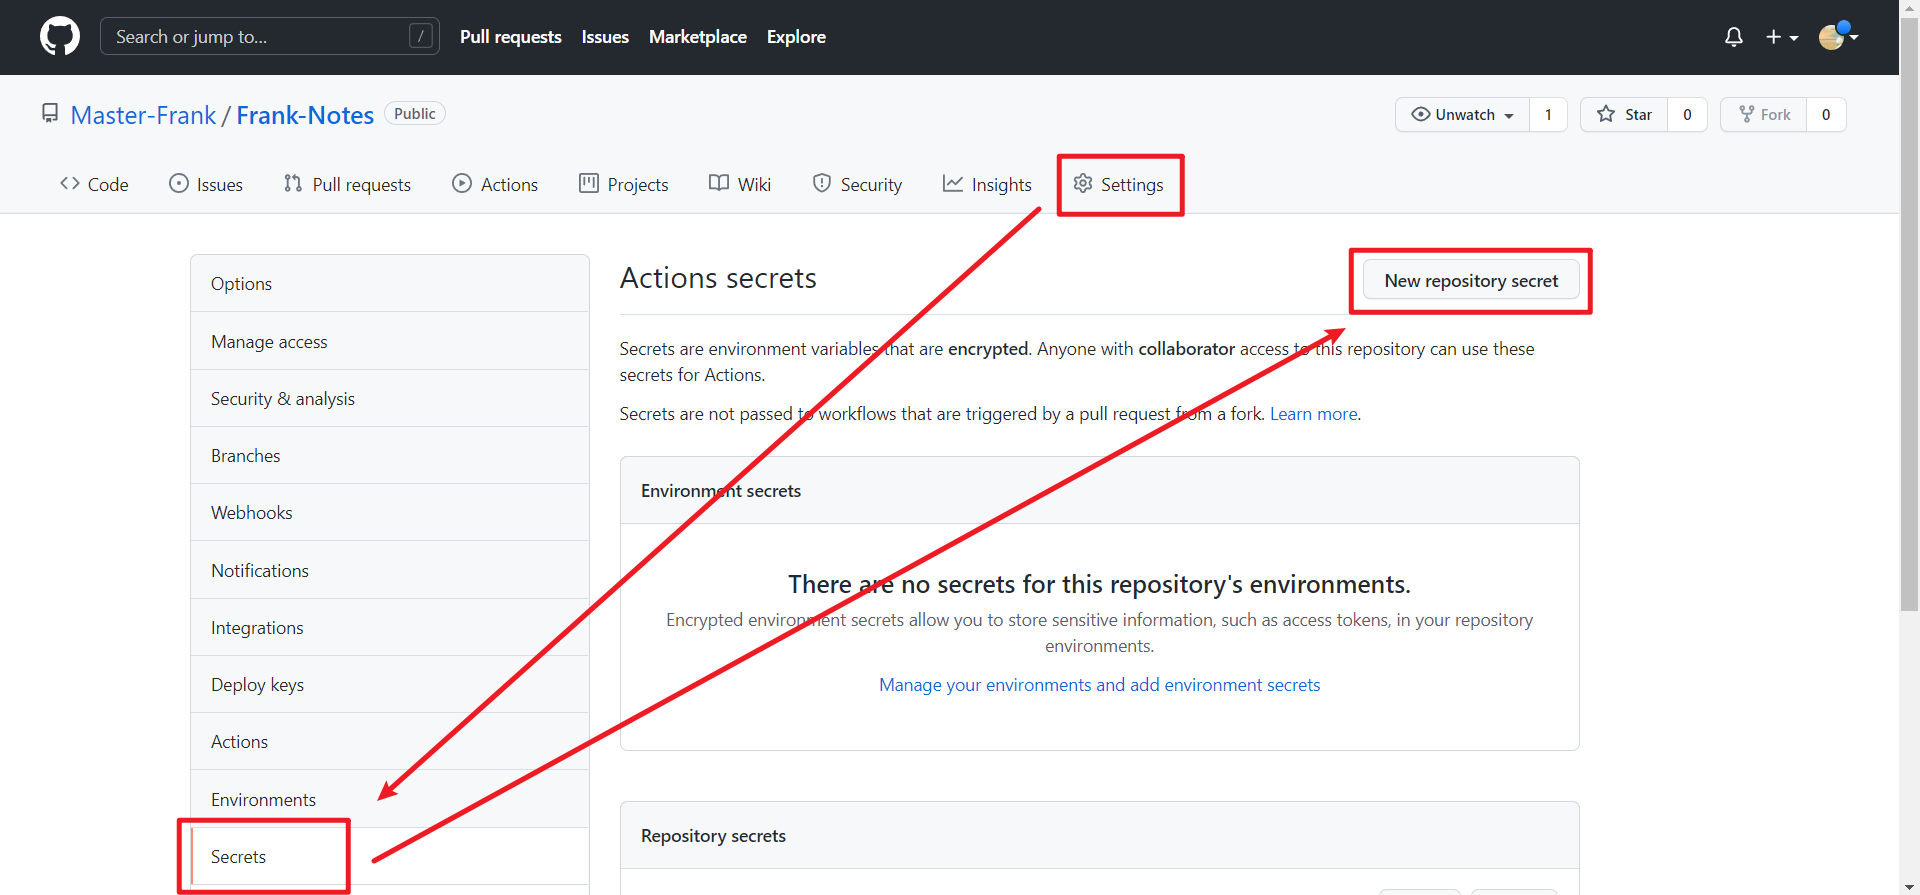 Search or jump to... /
Pull requests Issues Marketplace Explore
Master-Frank / Frank-Notes Public
Unwatch 1 Star 0 Fork 0
Code Issues Pull requests Actions Projects Wiki Security Insights Settings
Options
Manage access
Security & analysis
Branches
Webhooks
Notifications
Integrations
Deploy keys
Actions
Environments
Secrets
Actions secrets
New repository secret
Secrets are environment variables that are encrypted. Anyone with collaborator access to this repository can use these
secrets for Actions.
Secrets are not passed to workflows that are triggered by a pull request from a fork. Learn more.
Environment secrets
There are no secrets for this repository's environments.
Encrypted environment secrets allow you to store sensitive information, such as access tokens, in your repository
environments.
Manage your environments and add environment secrets
Repository secrets